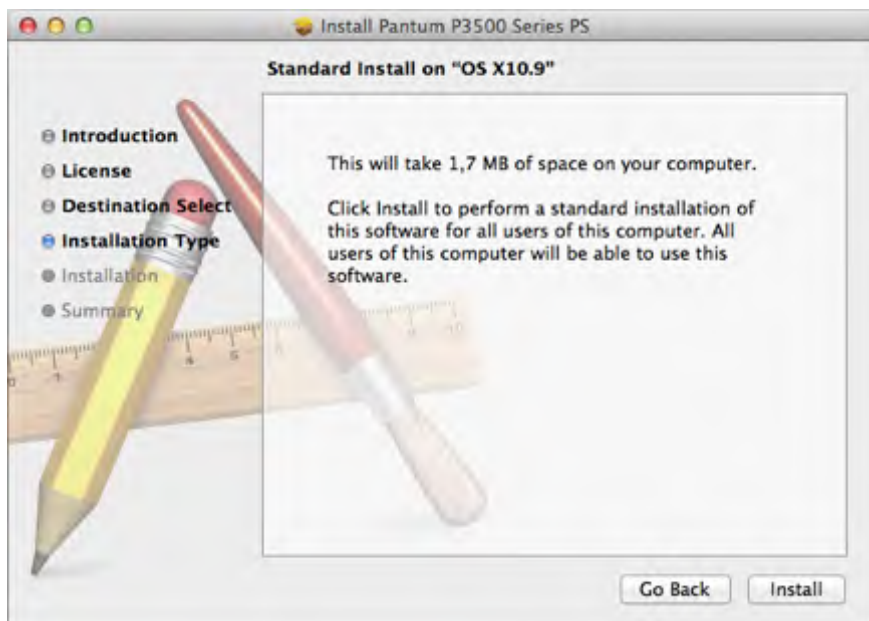 Install Pantum P3500 Series PS
Standard Install on "OS X10.9"
Introduction
License
Destination Select
Installation Type
Installation
Summary
This will take 1,7 MB of space on your computer.
Click Install to perform a standard installation of
this software for all users of this computer. All
users of this computer will be able to use this
software.
Go Back
Install